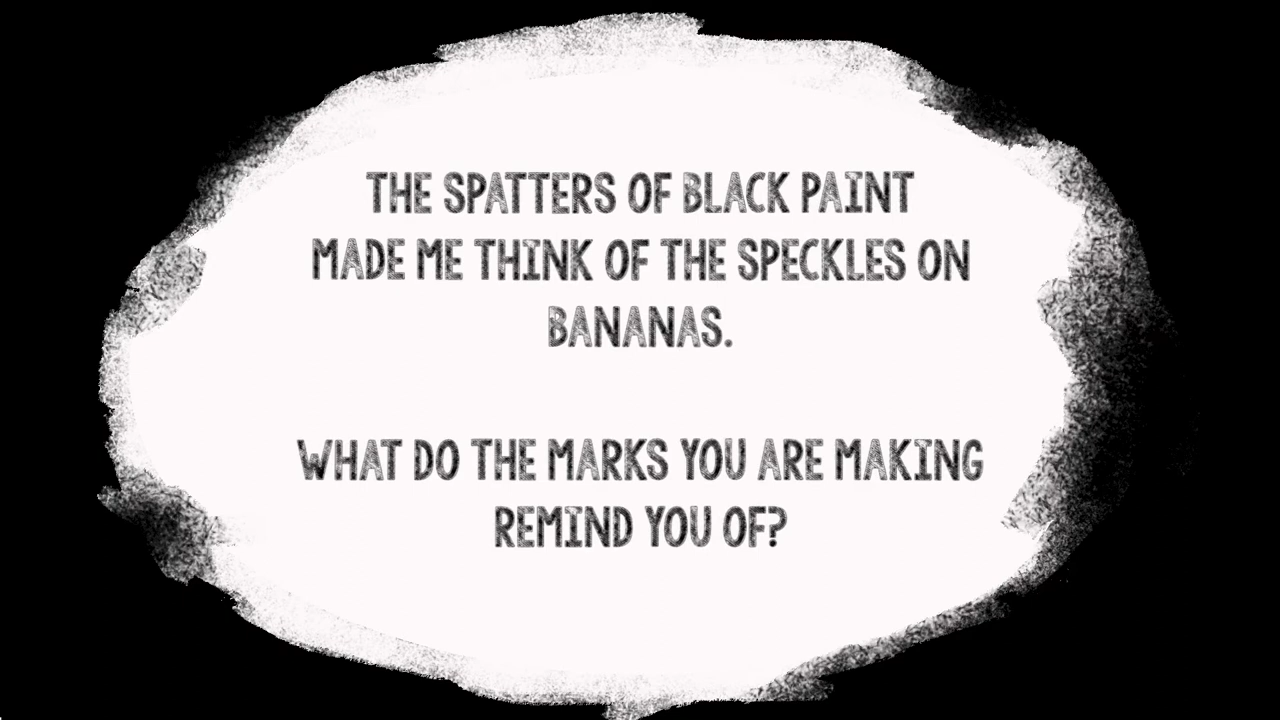 THE SPATTERS OF BLACK PAINT
MADE ME THINK OF THE SPECKLES ON
BANANAS.
WHAT DO THE MARKS YOU ARE MAKING
REMIND YOU OF?